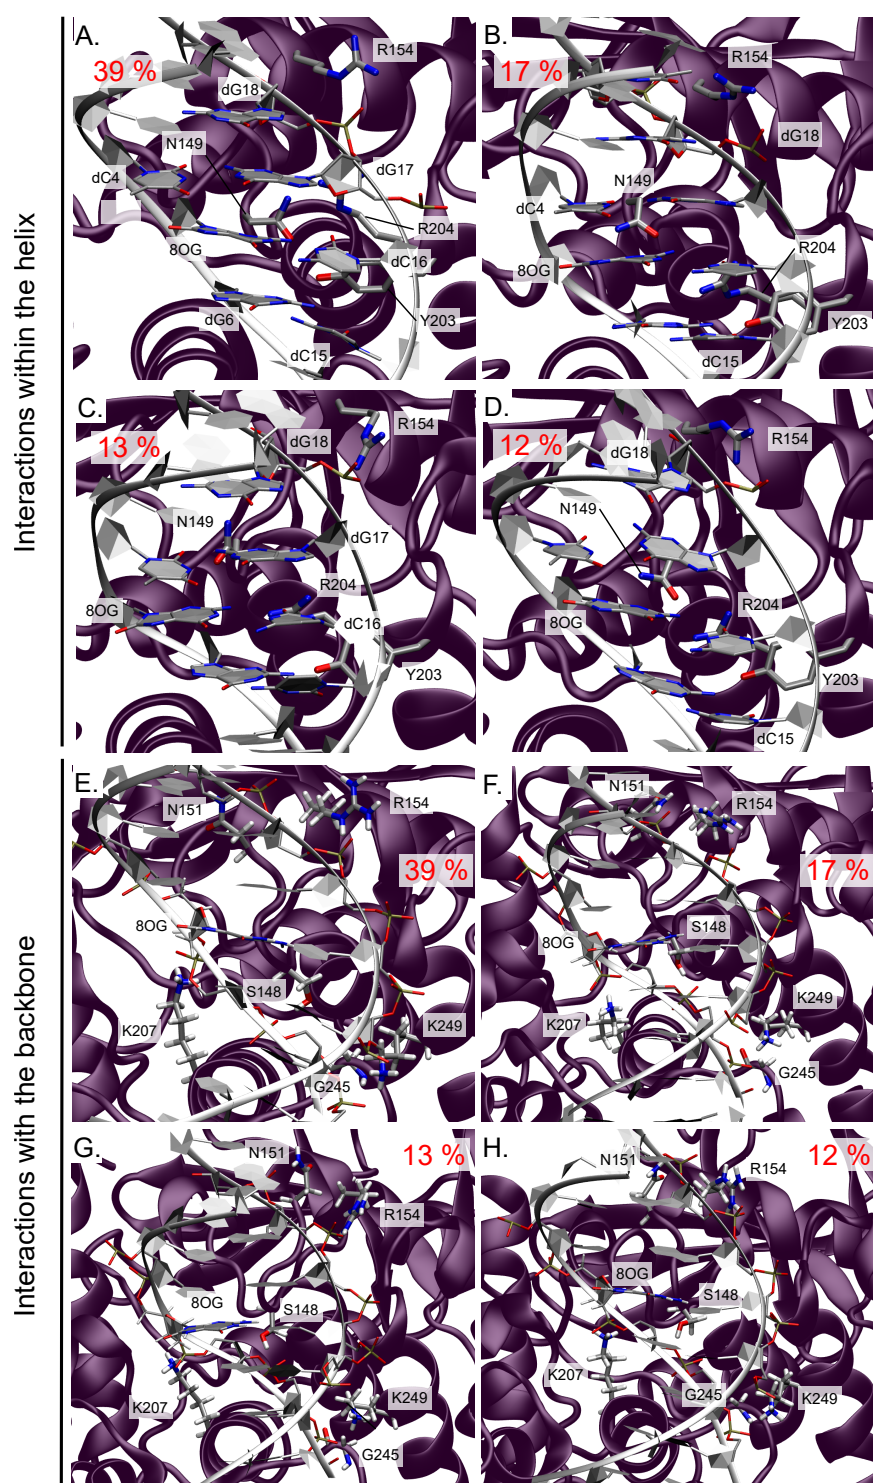 Interactions within the helix
A.
39 %
R154
dG18
N149
dG17
dC4
R204
8OG
dC16
dG6
Y203
dC15
B.
17 %
R154
dG18
N149
dC4
R204
8OG
Y203
dC15
C.
13 %
dG18
R154
N149
dG17
R204
8OG
dC16
Y203
D.
12 %
dG18
R154
N149
R204
8OG
Y203
dC15
Interactions with the backbone
E.
N151
R154
39 %
8OG
S148
K207
K249
G245
F.
N151
R154
17 %
S148
8OG
K207
K249
G245
G.
N151
13 %
R154
8OG
S148
K207
K249
G245
H.
N151
12 %
R154
8OG
S148
K207
G245
K249